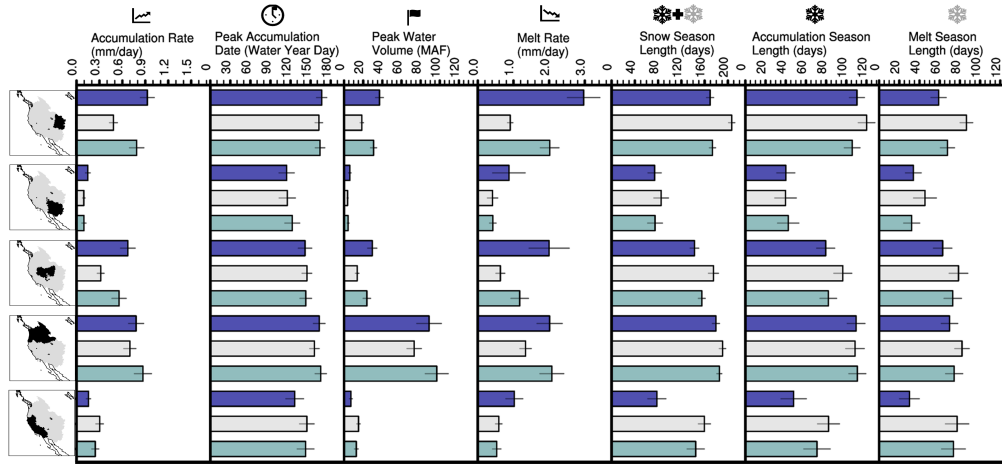 Accumulation Rate
(mm/day)
Peak Accumulation
Date (Water Year Day)
Peak Water
Volume (MAF)
Melt Rate
(mm/day)
Snow Season
Length (days)
Accumulation Season
Length (days)
Melt Season
Length (days)
0.0 0.3 0.6 0.9 1.2 1.5
0 30 60 90 120 150 180
0 20 40 60 80 100 120
0.0 1.0 2.0 3.0
0 40 80 120 160 200
0 20 40 60 80 100 120
0 20 40 60 80 100 120